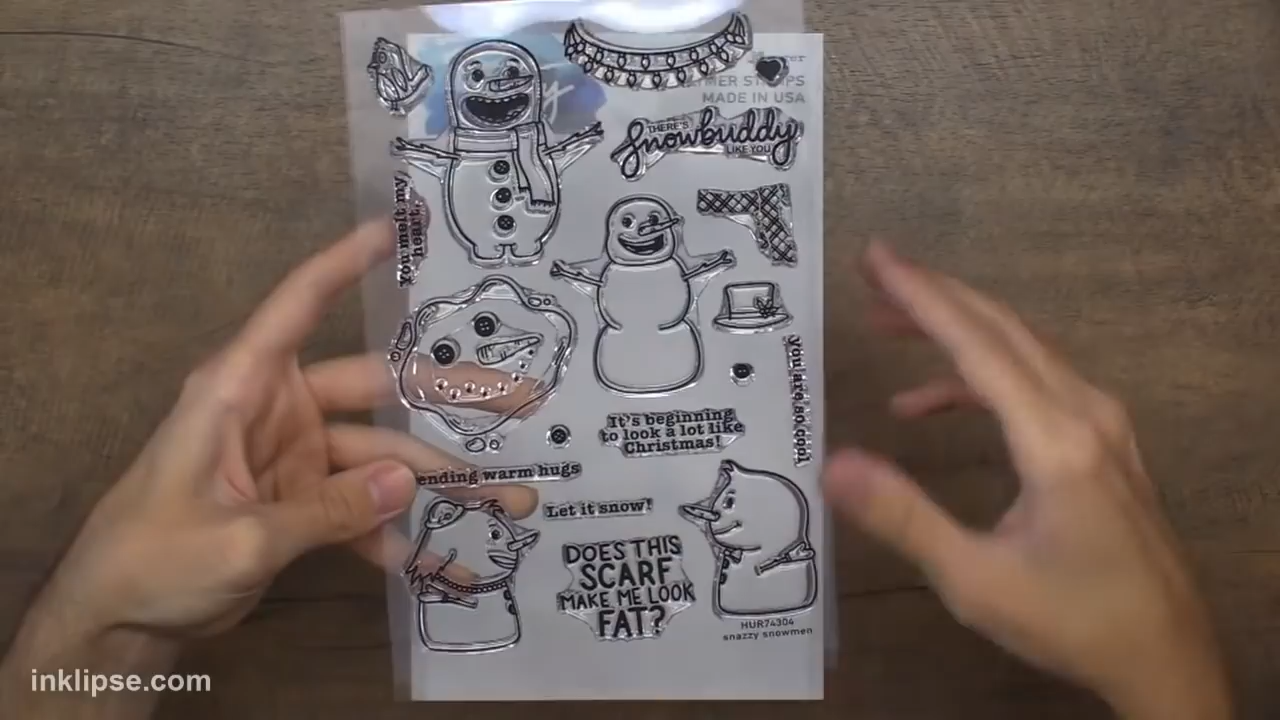 MADE IN USA
THERE'S
Snowbuddy
LIKE YOU
You melt my
heart.
You are so cool
It's beginning
to look a lot like
Christmas!
ending warm hugs
Let it snow!
DOES THIS
SCARF
MAKE ME LOOK
FAT?
HUR74304
snazzy snowmen
inklipse.com